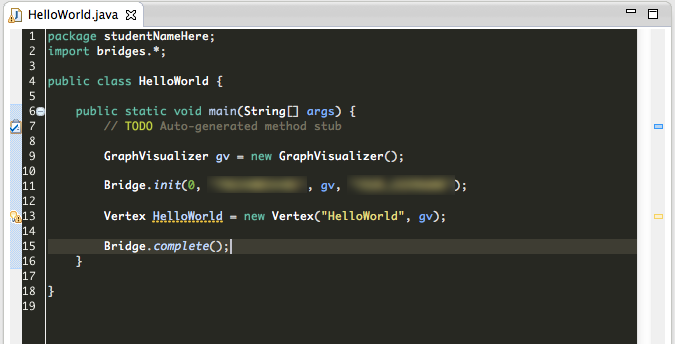 HelloWorld.java
1 package studentNameHere;
2 import bridges.*;
3
4 public class HelloWorld {
5
6 public static void main(String[] args) {
7 // TODO Auto-generated method stub
8
9 GraphVisualizer gv = new GraphVisualizer();
10
11 Bridge.init(0, , gv, );
12
13 Vertex HelloWorld = new Vertex("HelloWorld", gv);
14
15 Bridge.complete();
16 }
17
18 }
19